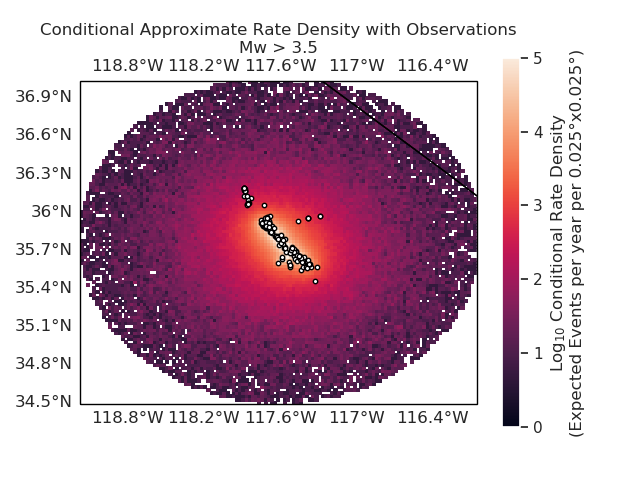 Conditional Approximate Rate Density with Observations
Mw > 3.5
118.8°W 118.2°W 117.6°W 117°W 116.4°W
36.9°N
36.6°N
36.3°N
36°N
35.7°N
35.4°N
35.1°N
34.8°N
34.5°N
118.8°W 118.2°W 117.6°W 117°W 116.4°W
5
4
3
2
1
0
Log₁₀ Conditional Rate Density
(Expected Events per year per 0.025°x0.025°)